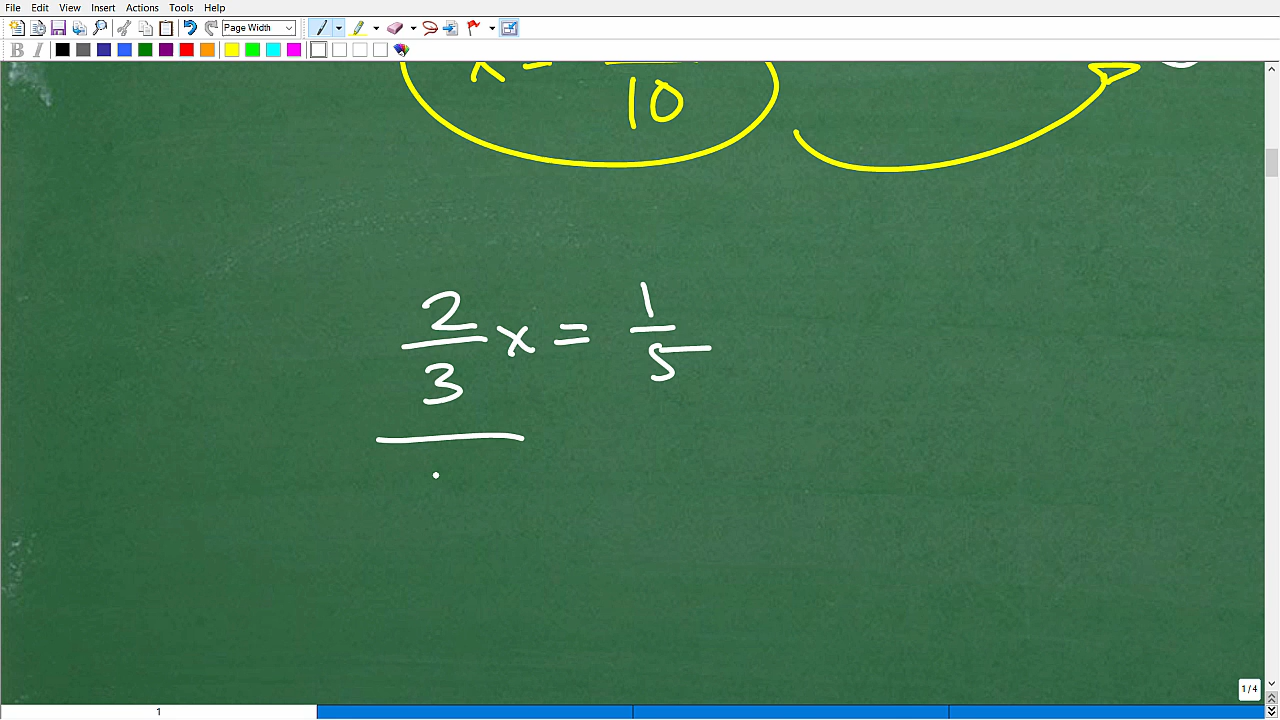 File Edit View Insert Actions Tools Help
Page Width
B I
x =
10
2/3 x = 1/5
1 / 4
1